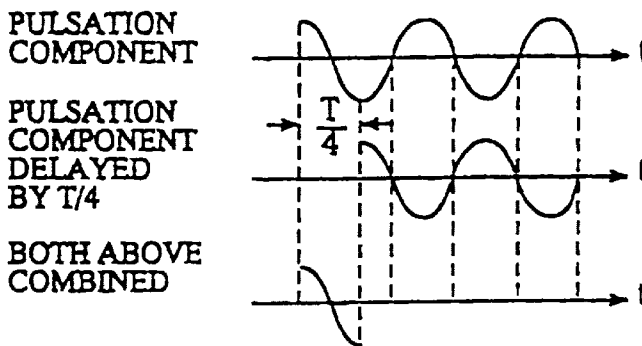 PULSATION
COMPONENT
t
PULSATION
COMPONENT
DELAYED
BY T/4
T
4
t
BOTH ABOVE
COMBINED
t